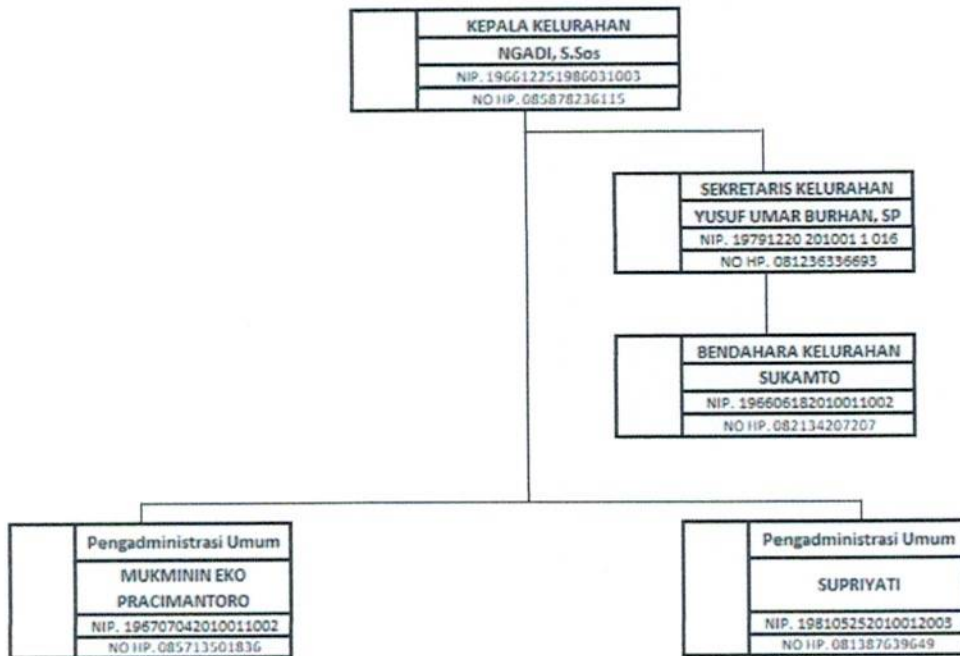 KEPALA KELURAHAN
NGADI, S.Sos
NIP. 196612251986031003
NO HP. 085878236115
SEKRETARIS KELURAHAN
YUSUF UMAR BURHAN, SP
NIP. 19791220 201001 1 016
NO HP. 081236336693
BENDAHARA KELURAHAN
SUKAMTO
NIP. 196606182010011002
NO HP. 082134207207
Pengadministrasi Umum
MUKMININ EKO
PRACIMANTORO
NIP. 196707042010011002
NO HP. 085713501836
Pengadministrasi Umum
SUPRIYATI
NIP. 198105252010012003
NO HP. 081387639649